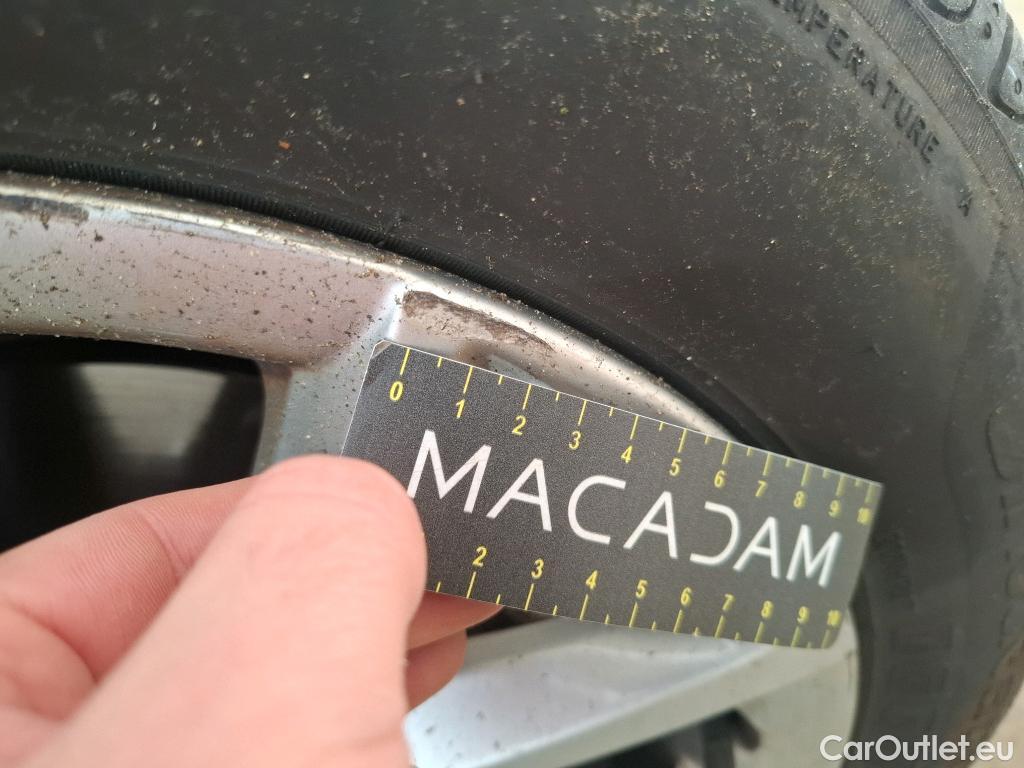 TEMPERATURE A
0 1 2 3 4 5 6 7 8 9 10
MACADAM
2 3 4 5 6 7 8 9 10
CarOutlet.eu